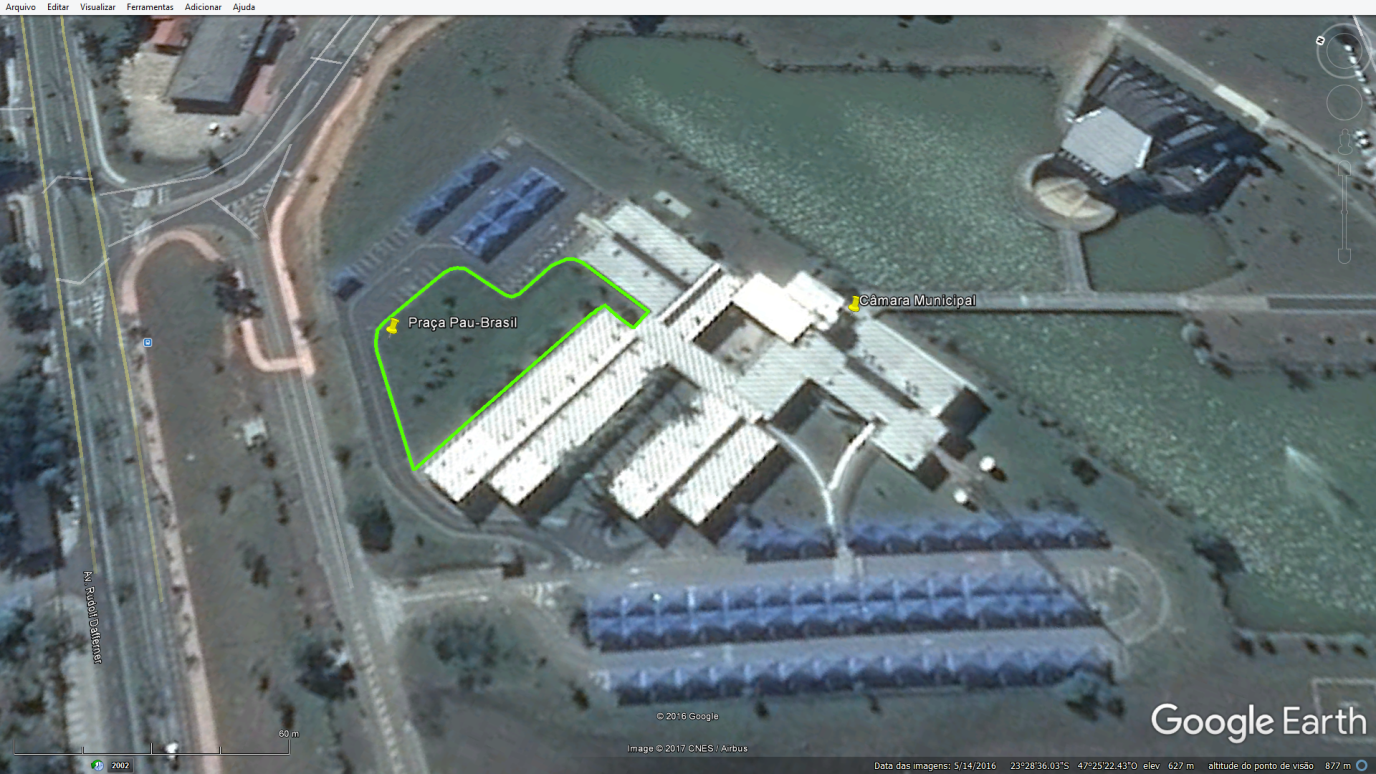 Arquivo Editar Visualizar Ferramentas Adicionar Ajuda
N
Câmara Municipal
Praça Pau-Brasil
Av. Rudolf Dafferner
© 2016 Google
60 m
Google Earth
Image © 2017 CNES / Airbus
2002
Data das imagens: 5/14/2016 23°28'36.03"S 47°25'22.43"O elev 627 m altitude do ponto de visão 877 m